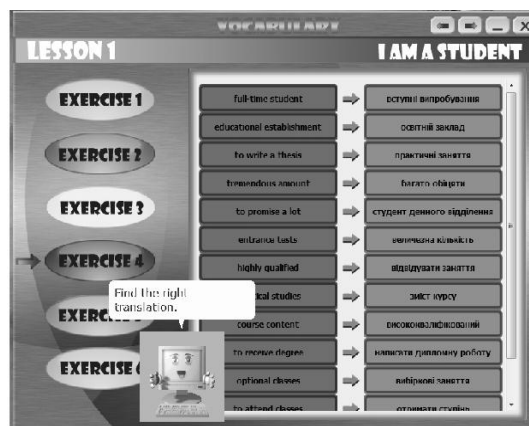 VOCABULARY
LESSON 1
I AM A STUDENT
EXERCISE 1
EXERCISE 2
EXERCISE 3
EXERCISE 4
EXERCISE
EXERCISE
Find the right
translation.
full-time student
вступні випробування
educational establishment
освітній заклад
to write a thesis
практичні заняття
tremendous amount
багато обіцяти
to promise a lot
студент денного відділення
entrance tests
величезна кількість
highly qualified
відвідувати заняття
studies
зміст курсу
course content
висококваліфікований
to receive degree
написати дипломну роботу
optional classes
вибіркові заняття
to attend classes
отримати ступінь